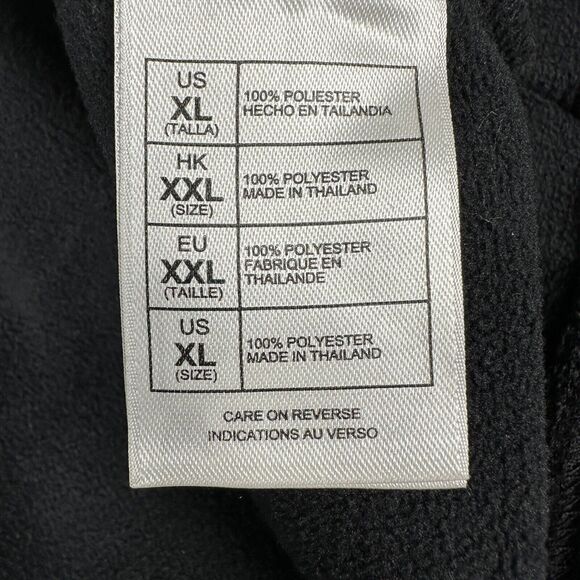 US
XL
(TALLA)
100% POLIESTER
HECHO EN TAILANDIA
HK
XXL
(SIZE)
100% POLYESTER
MADE IN THAILAND
EU
XXL
(TAILLE)
100% POLYESTER
FABRIQUE EN
THAILANDE
US
XL
(SIZE)
100% POLYESTER
MADE IN THAILAND
CARE ON REVERSE
INDICATIONS AU VERSO